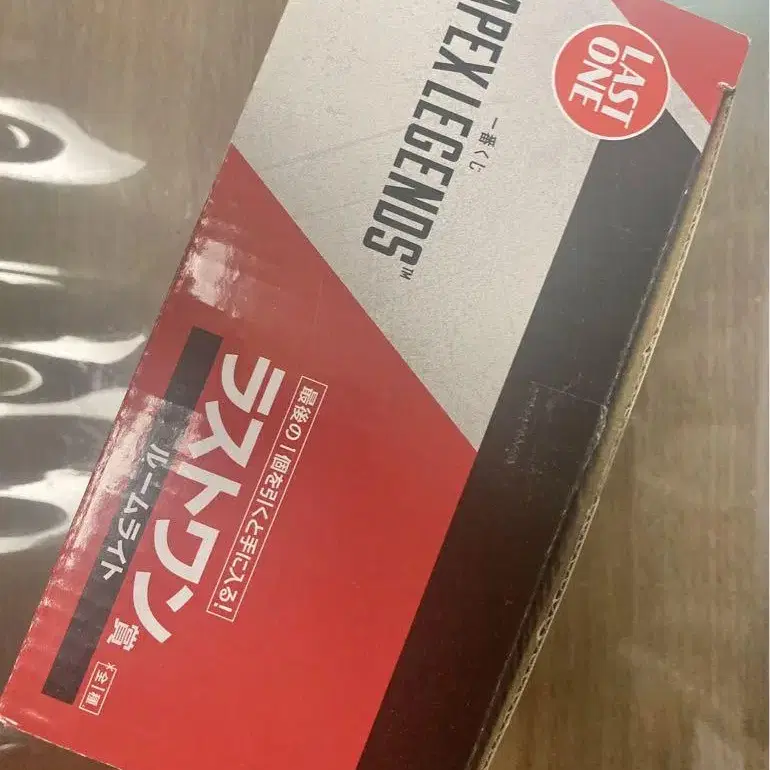 LAST
ONE
一番くじ
APEX LEGENDS™
最後の1個を引くと手に入る!
ラストワン賞
ルームライト
*全1種